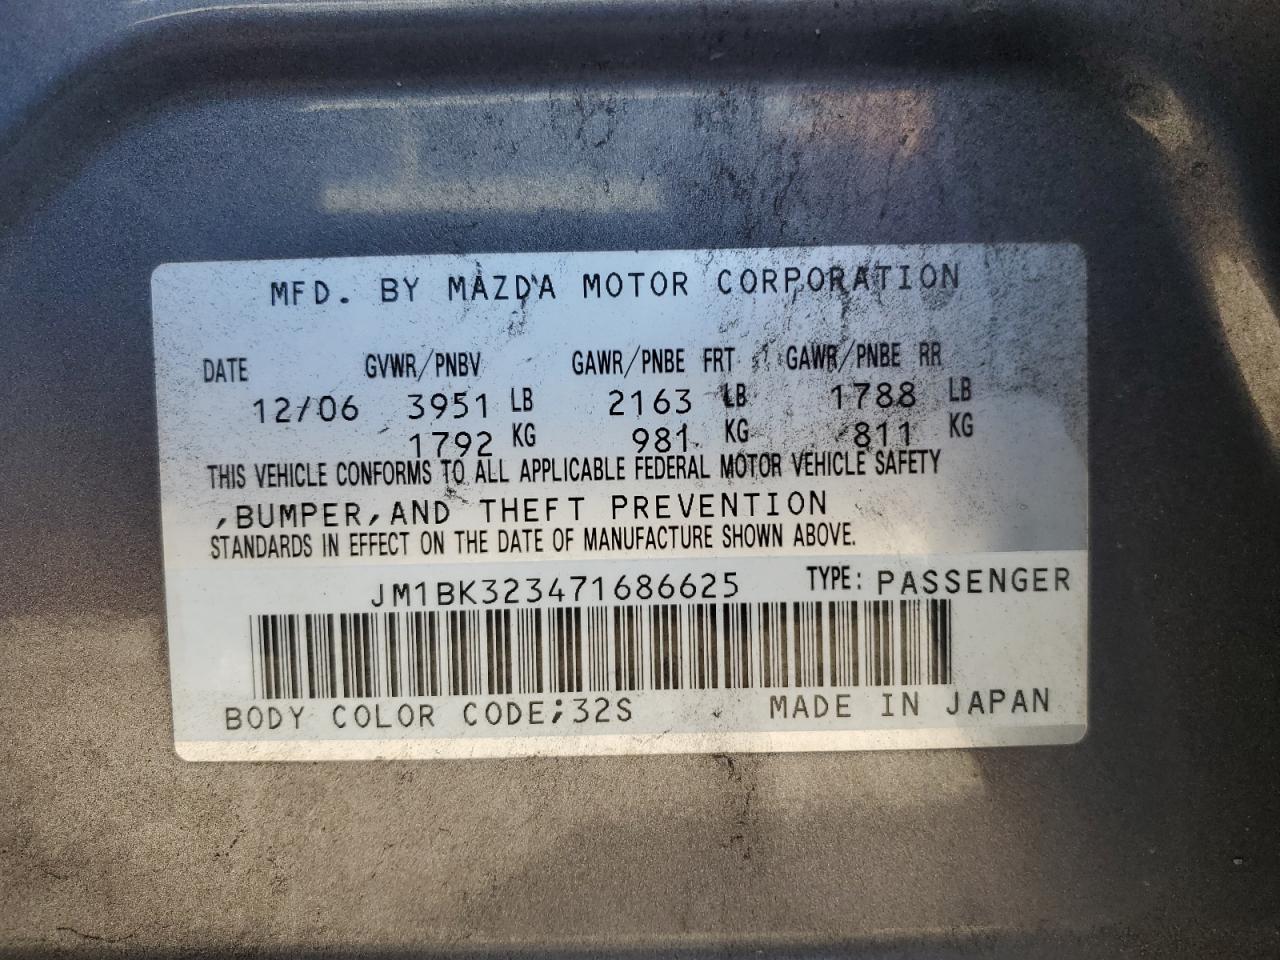 MFD. BY MAZDA MOTOR CORPORATION
DATE GVWR/PNBV GAWR/PNBE FRT GAWR/PNBE RR
12/06 3951 LB 2163 LB 1788 LB
1792 KG 981 KG 811 KG
THIS VEHICLE CONFORMS TO ALL APPLICABLE FEDERAL MOTOR VEHICLE SAFETY
,BUMPER,AND THEFT PREVENTION
STANDARDS IN EFFECT ON THE DATE OF MANUFACTURE SHOWN ABOVE.
JM1BK323471686625 TYPE: PASSENGER
BODY COLOR CODE;32S MADE IN JAPAN